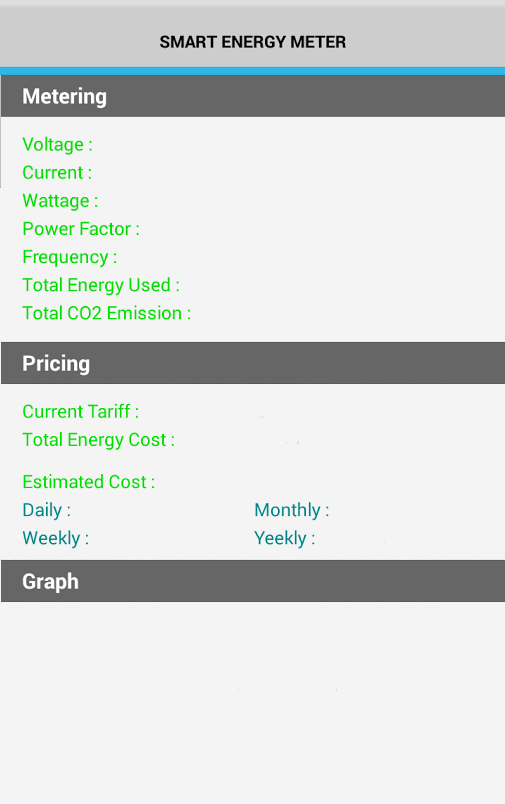 SMART ENERGY METER
Metering
Voltage :
Current :
Wattage :
Power Factor :
Frequency :
Total Energy Used :
Total CO2 Emission :
Pricing
Current Tariff :
Total Energy Cost :
Estimated Cost :
Daily : Monthly :
Weekly : Yeekly :
Graph